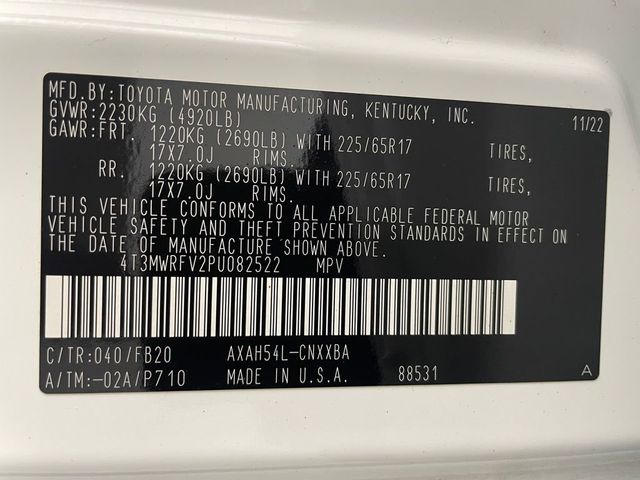 MFD.BY:TOYOTA MOTOR MANUFACTURING, KENTUCKY, INC. 11/22
GVWR:2230KG (4920LB)
GAWR:FRT. 1220KG (2690LB) WITH 225/65R17 TIRES,
17X7.0J RIMS.
RR. 1220KG (2690LB) WITH 225/65R17 TIRES,
17X7.0J RIMS.
THIS VEHICLE CONFORMS TO ALL APPLICABLE FEDERAL MOTOR
VEHICLE SAFETY AND THEFT PREVENTION STANDARDS IN EFFECT ON
THE DATE OF MANUFACTURE SHOWN ABOVE.
4T3MWRFV2PU082522 MPV
C/TR:040/FB20 AXAH54L-CNXXBA
A/TM:-02A/P710 MADE IN U.S.A. 88531 A